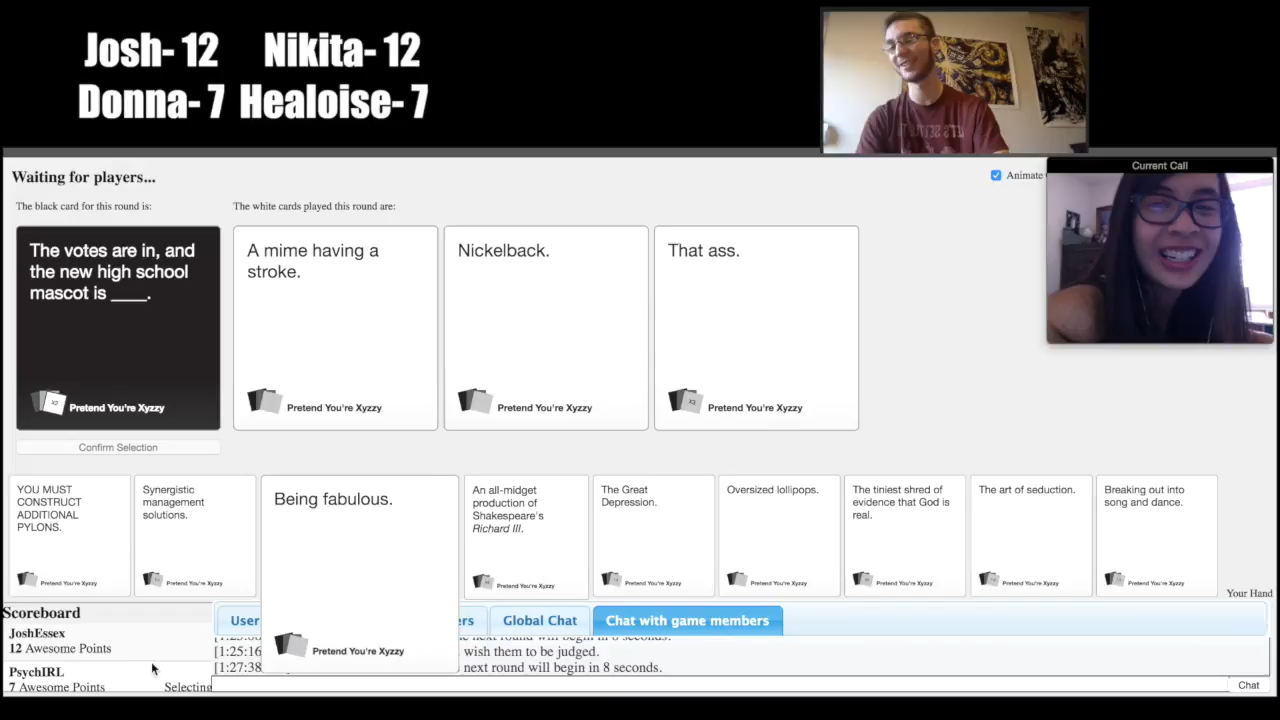 Josh- 12 Nikita- 12
Donna- 7 Healoise- 7
Current Call
Waiting for players...
Animate
The black card for this round is:
The white cards played this round are:
The votes are in, and
the new high school
mascot is ____.
Pretend You're Xyzzy
A mime having a
stroke.
Pretend You're Xyzzy
Nickelback.
Pretend You're Xyzzy
That ass.
Pretend You're Xyzzy
Confirm Selection
YOU MUST
CONSTRUCT
ADDITIONAL
PYLONS.
Pretend You're Xyzzy
Synergistic
management
solutions.
Pretend You're Xyzzy
Being fabulous.
Pretend You're Xyzzy
An all-midget
production of
Shakespeare's
Richard III.
Pretend You're Xyzzy
The Great
Depression.
Pretend You're Xyzzy
Oversized lollipops.
Pretend You're Xyzzy
The tiniest shred of
evidence that God is
real.
Pretend You're Xyzzy
The art of seduction.
Pretend You're Xyzzy
Breaking out into
song and dance.
Pretend You're Xyzzy
Your Hand
Scoreboard
JoshEssex
12 Awesome Points
PsychIRL
7 Awesome Points Selecting
User
ers
Global Chat
Chat with game members
next round will begin in 8 seconds.
[1:25:16 wish them to be judged.
[1:27:38 next round will begin in 8 seconds.
Chat